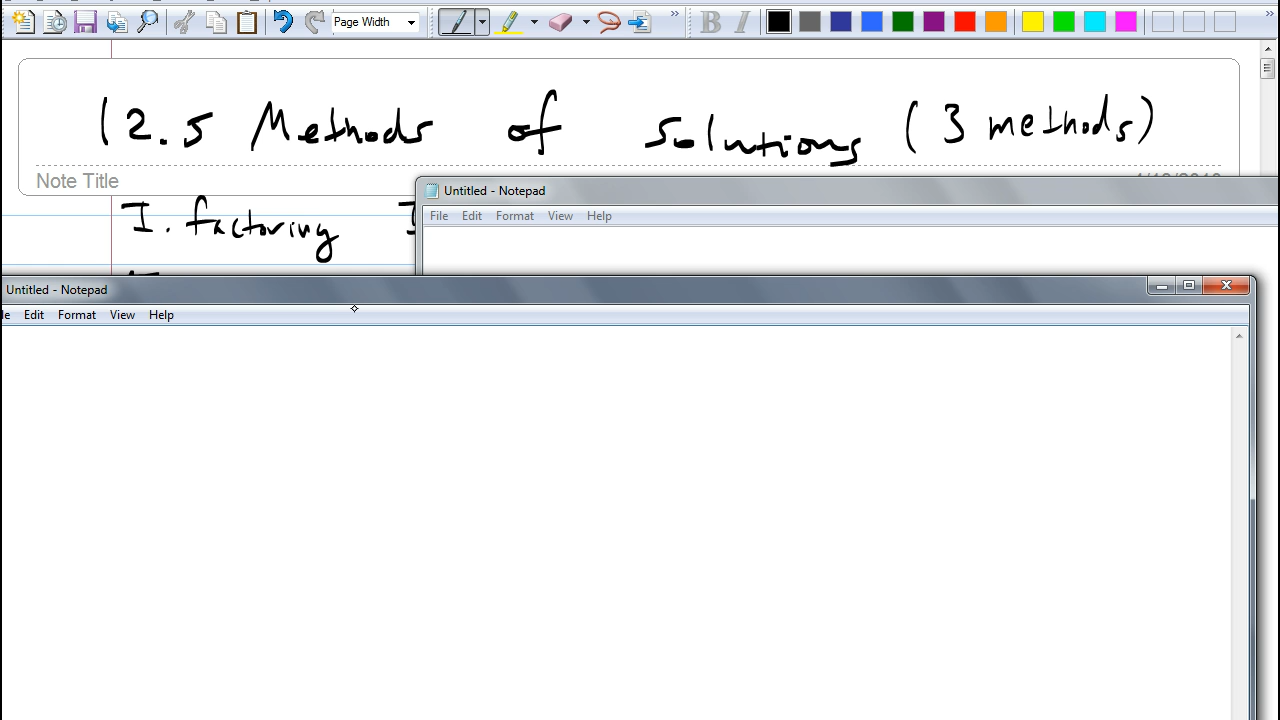 Page Width
12.5 Methods of Solutions (3 methods)
Note Title
I. factoring
Untitled - Notepad
File Edit Format View Help
Untitled - Notepad
le Edit Format View Help